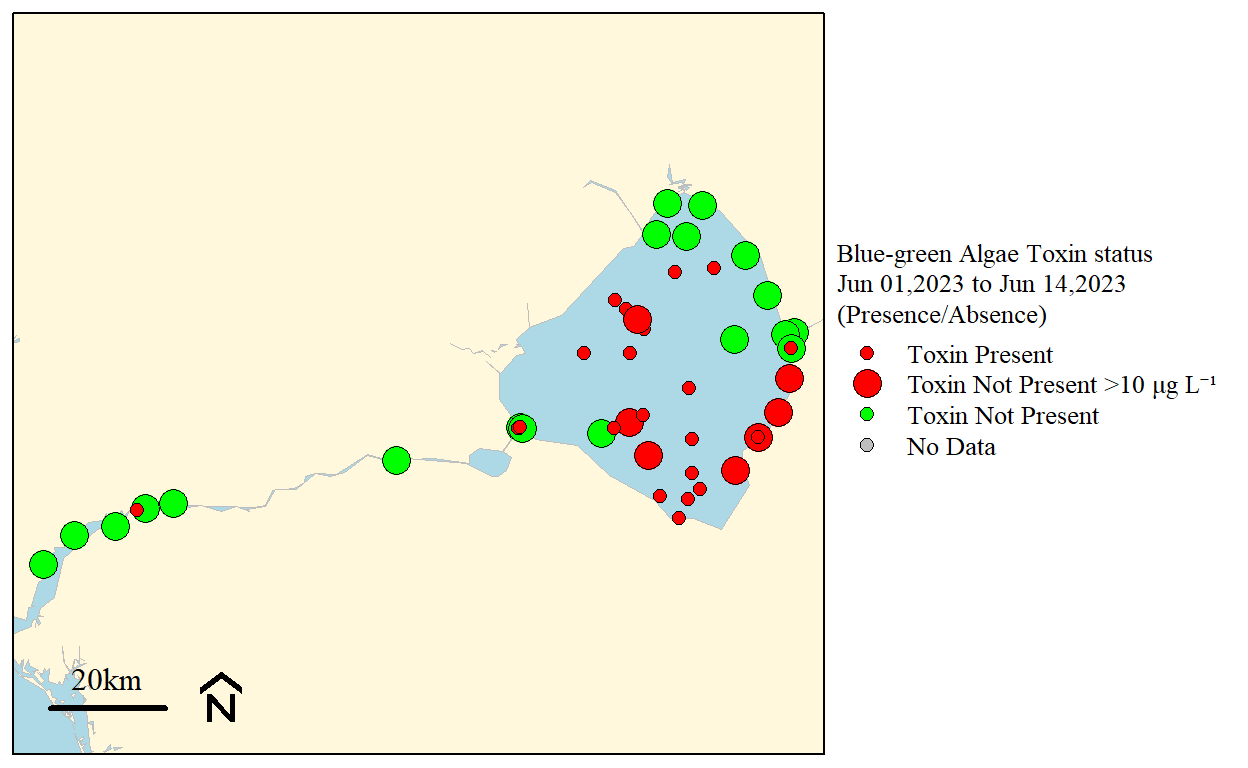 Blue-green Algae Toxin status
Jun 01,2023 to Jun 14,2023
(Presence/Absence)
Toxin Present
Toxin Not Present >10 μg L⁻¹
Toxin Not Present
No Data
20km
N